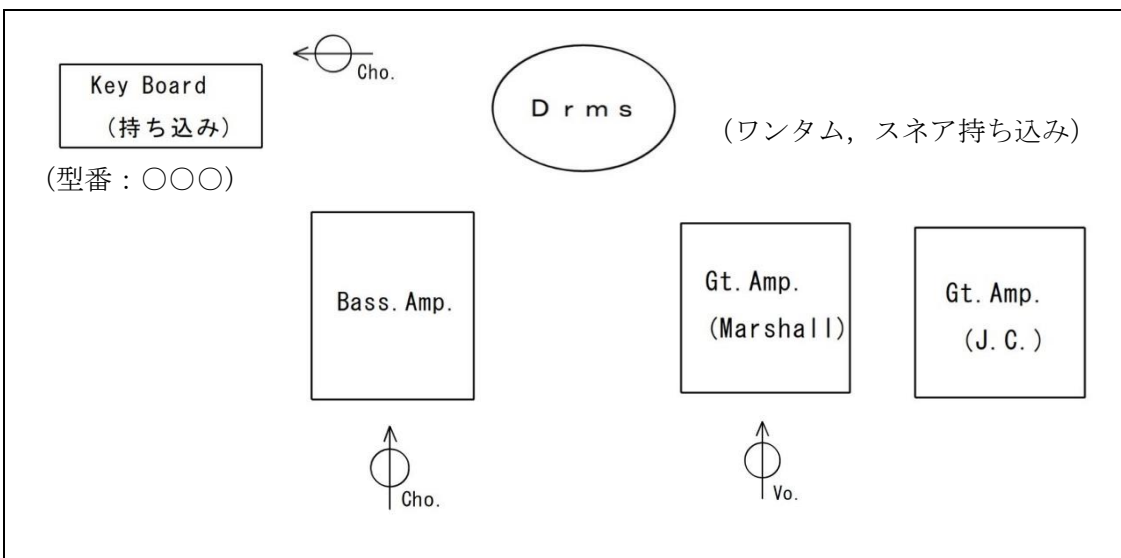 Key Board
(持ち込み)
(型番：○○○)
Cho.
Ｄｒｍｓ
(ワンタム，スネア持ち込み)
Bass.Amp.
Gt.Amp.
(Marshall)
Gt.Amp.
(J.C.)
Cho.
Vo.